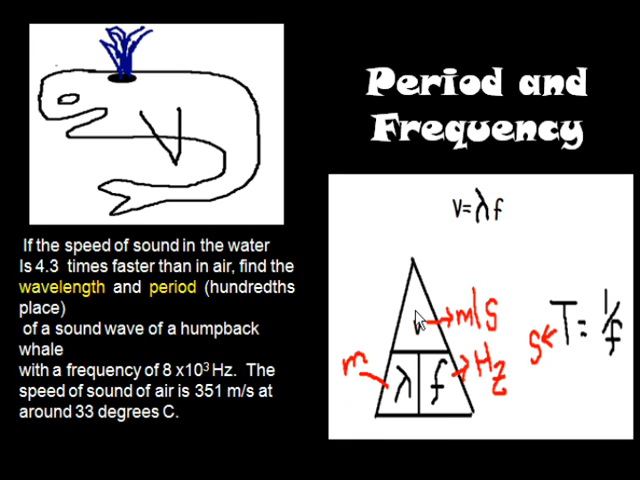 Period and
Frequency
If the speed of sound in the water
Is 4.3 times faster than in air, find the
wavelength and period (hundredths
place)
of a sound wave of a humpback
whale
with a frequency of 8 x10³ Hz. The
speed of sound of air is 351 m/s at
around 33 degrees C.
V=λf
V → m/S
m λ f → Hz
S ← T= 1/f